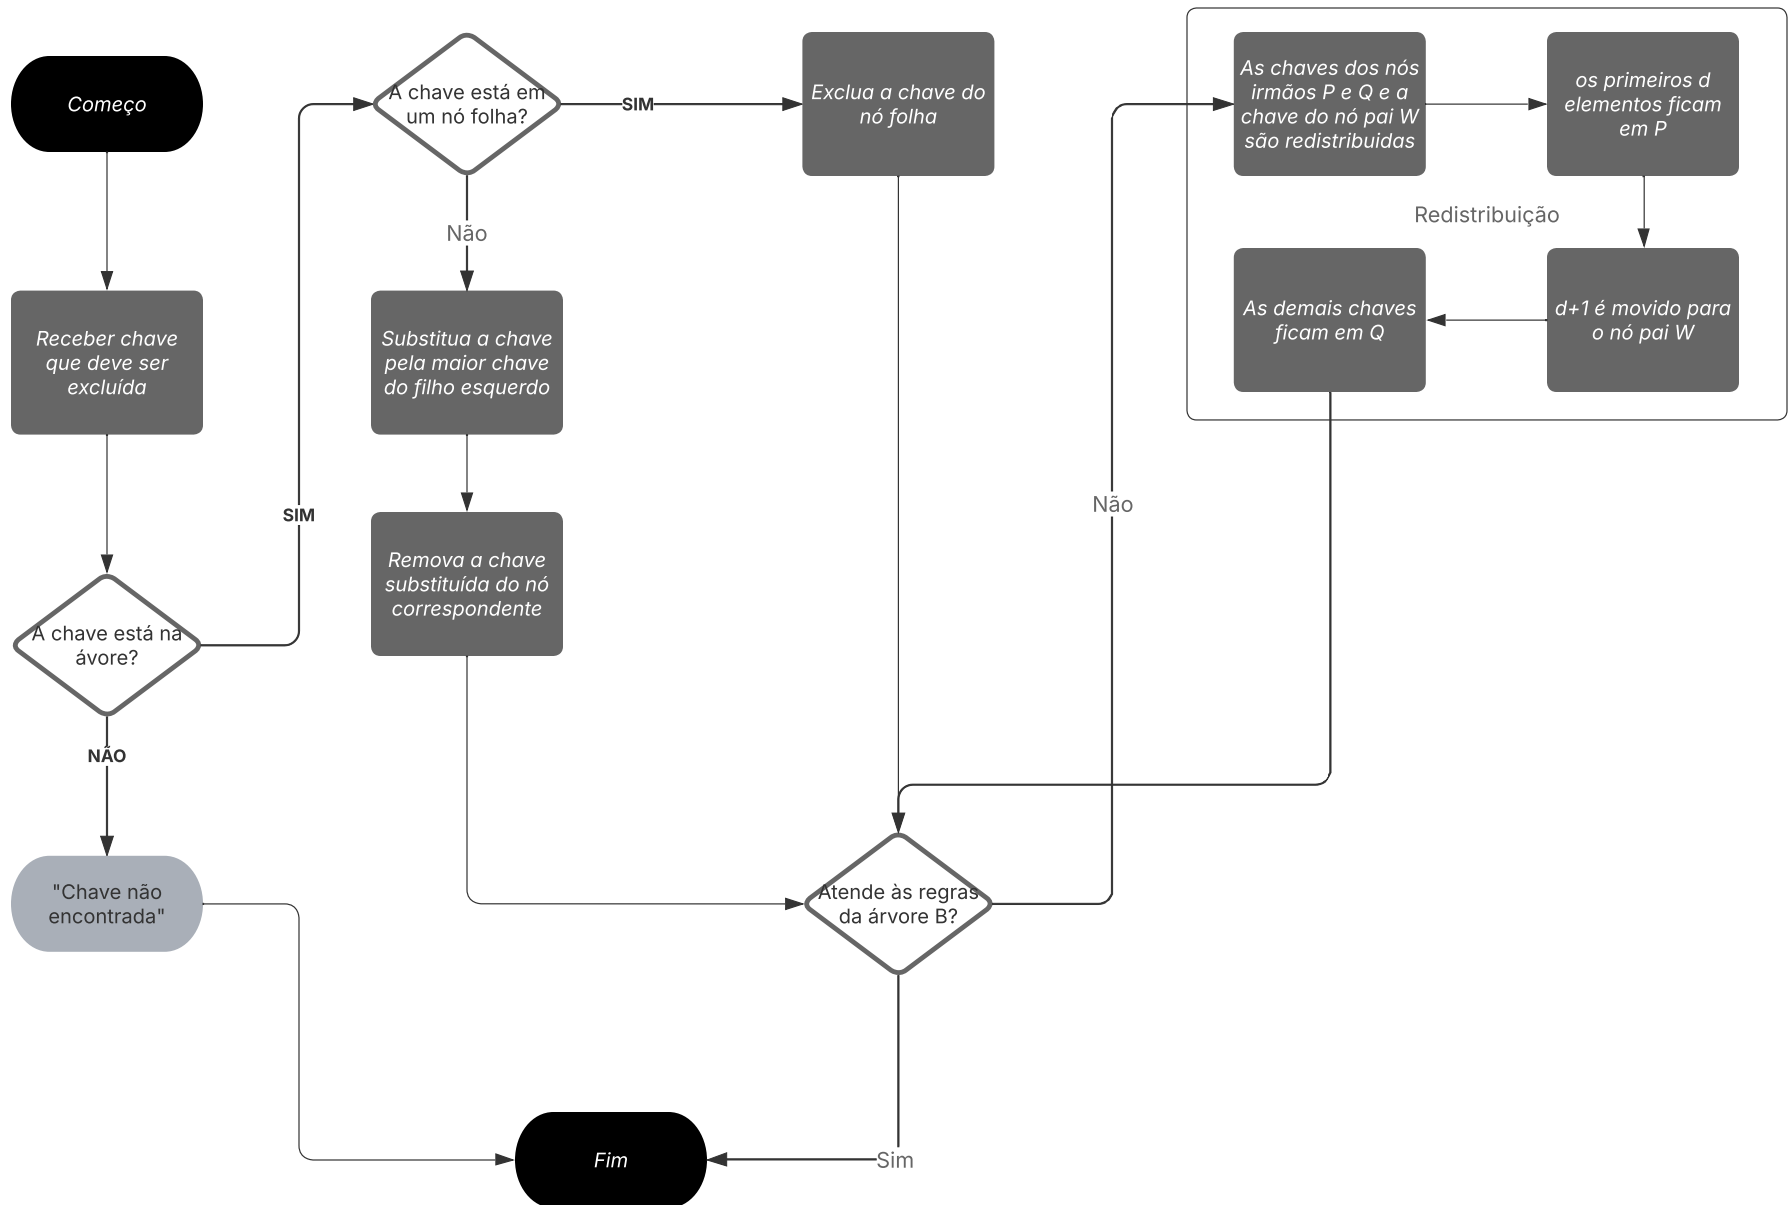 Começo
Receber chave
que deve ser
excluída
A chave está na
ávore?
SIM
NÃO
"Chave não
encontrada"
A chave está em
um nó folha?
SIM
Não
Substitua a chave
pela maior chave
do filho esquerdo
Remova a chave
substituída do nó
correspondente
Exclua a chave do
nó folha
Atende às regras
da árvore B?
Não
Sim
Fim
As chaves dos nós
irmãos P e Q e a
chave do nó pai W
são redistribuidas
os primeiros d
elementos ficam
em P
Redistribuição
d+1 é movido para
o nó pai W
As demais chaves
ficam em Q